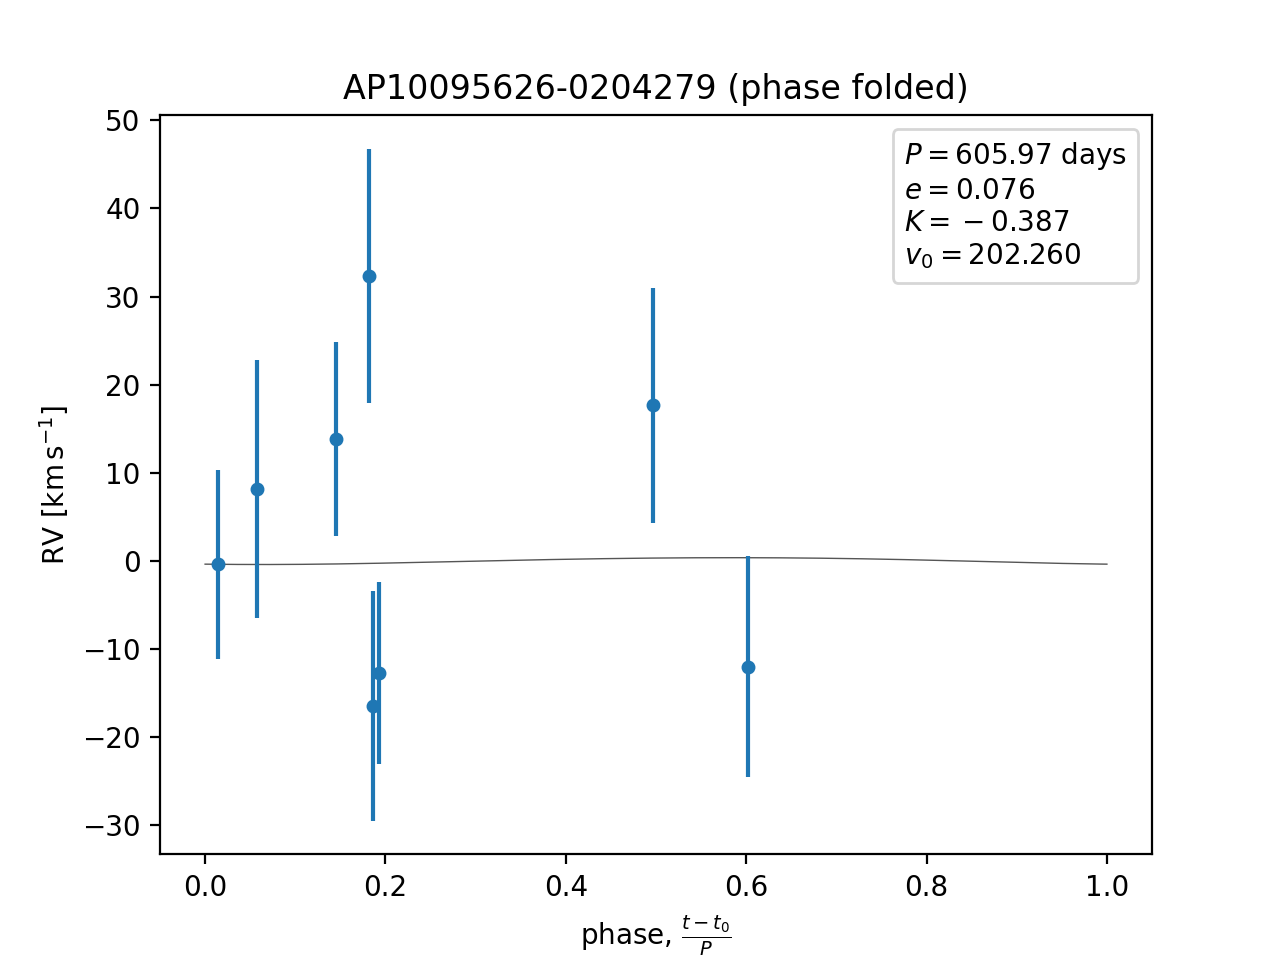 AP10095626-0204279 (phase folded)
P = 605.97 days
e = 0.076
K = −0.387
v₀ = 202.260
RV [km s⁻¹]
50
40
30
20
10
0
−10
−20
−30
0.0 0.2 0.4 0.6 0.8 1.0
phase, (t − t₀)/P